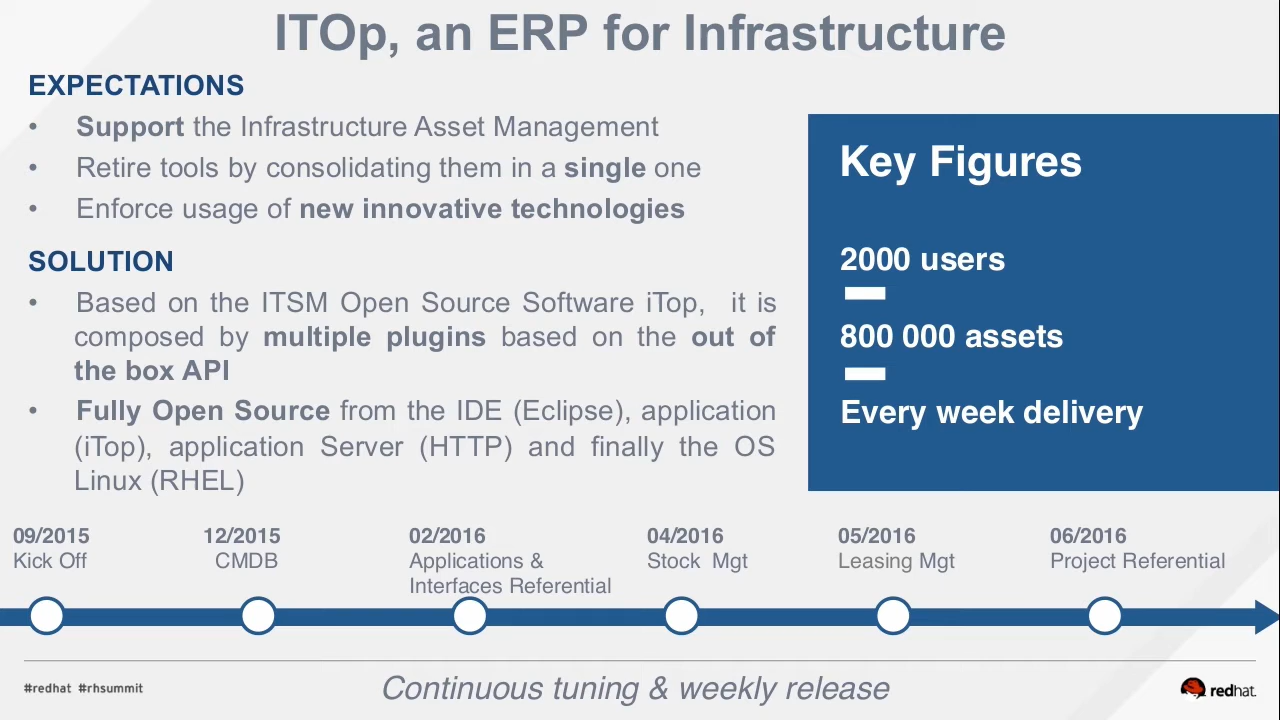 ITOp, an ERP for Infrastructure
EXPECTATIONS
• Support the Infrastructure Asset Management
• Retire tools by consolidating them in a single one
• Enforce usage of new innovative technologies
SOLUTION
• Based on the ITSM Open Source Software iTop, it is
composed by multiple plugins based on the out of
the box API
• Fully Open Source from the IDE (Eclipse), application
(iTop), application Server (HTTP) and finally the OS
Linux (RHEL)
Key Figures
2000 users
800 000 assets
Every week delivery
09/2015
Kick Off
12/2015
CMDB
02/2016
Applications &
Interfaces Referential
04/2016
Stock Mgt
05/2016
Leasing Mgt
06/2016
Project Referential
#redhat #rhsummit
Continuous tuning & weekly release
redhat.